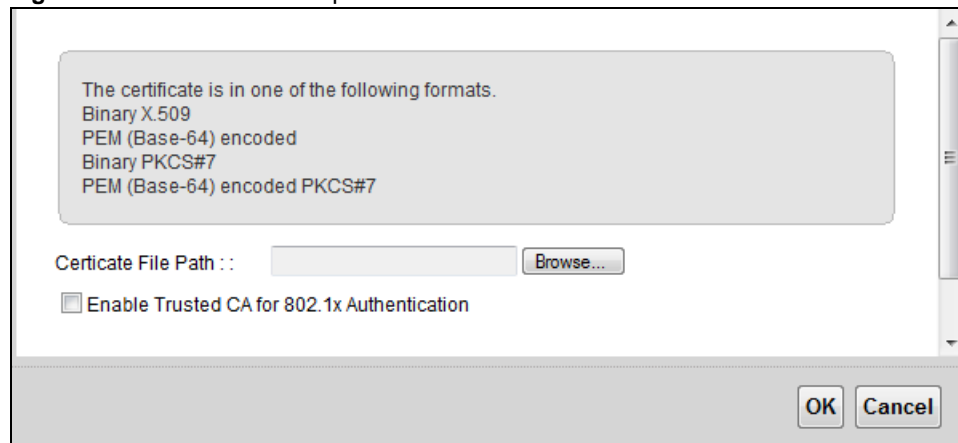 The certificate is in one of the following formats.
Binary X.509
PEM (Base-64) encoded
Binary PKCS#7
PEM (Base-64) encoded PKCS#7
Certicate File Path : :
Browse...
Enable Trusted CA for 802.1x Authentication
OK
Cancel